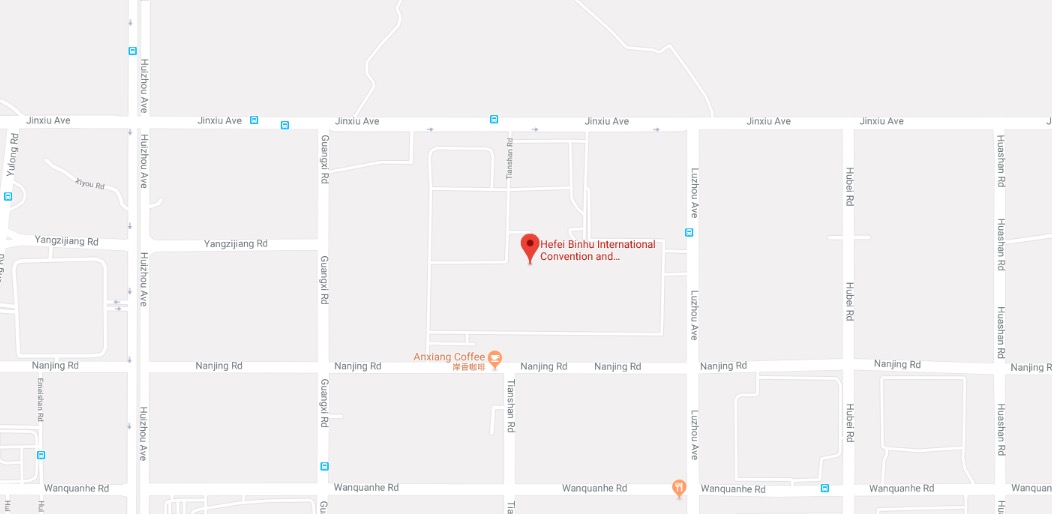 Huizhou Ave
Jinxiu Ave
Jinxiu Ave
Jinxiu Ave
Jinxiu Ave
Jinxiu Ave
Jinxiu Ave
Yulong Rd
Huizhou Ave
Guangxi Rd
Tianshan Rd
Luzhou Ave
Hubei Rd
Huashan Rd
Xiyou Rd
Yangzijiang Rd
Yangzijiang Rd
Huizhou Ave
Guangxi Rd
Hefei Binhu International
Convention and...
Huashan Rd
Luzhou Ave
Hubei Rd
Huashan Rd
Anxiang Coffee
岸香咖啡
Nanjing Rd
Nanjing Rd
Nanjing Rd
Nanjing Rd
Nanjing Rd
Nanjing Rd
Nanjing Rd
Nanjing R
Emeishan Rd
Huizhou Ave
Guangxi Rd
Tianshan Rd
Luzhou Ave
Hubei Rd
Huashan Rd
Wanquanhe Rd
Wanquanhe Rd
Wanquanhe Rd
Wanquanhe Rd
Wanquanhe Rd
Wanqua